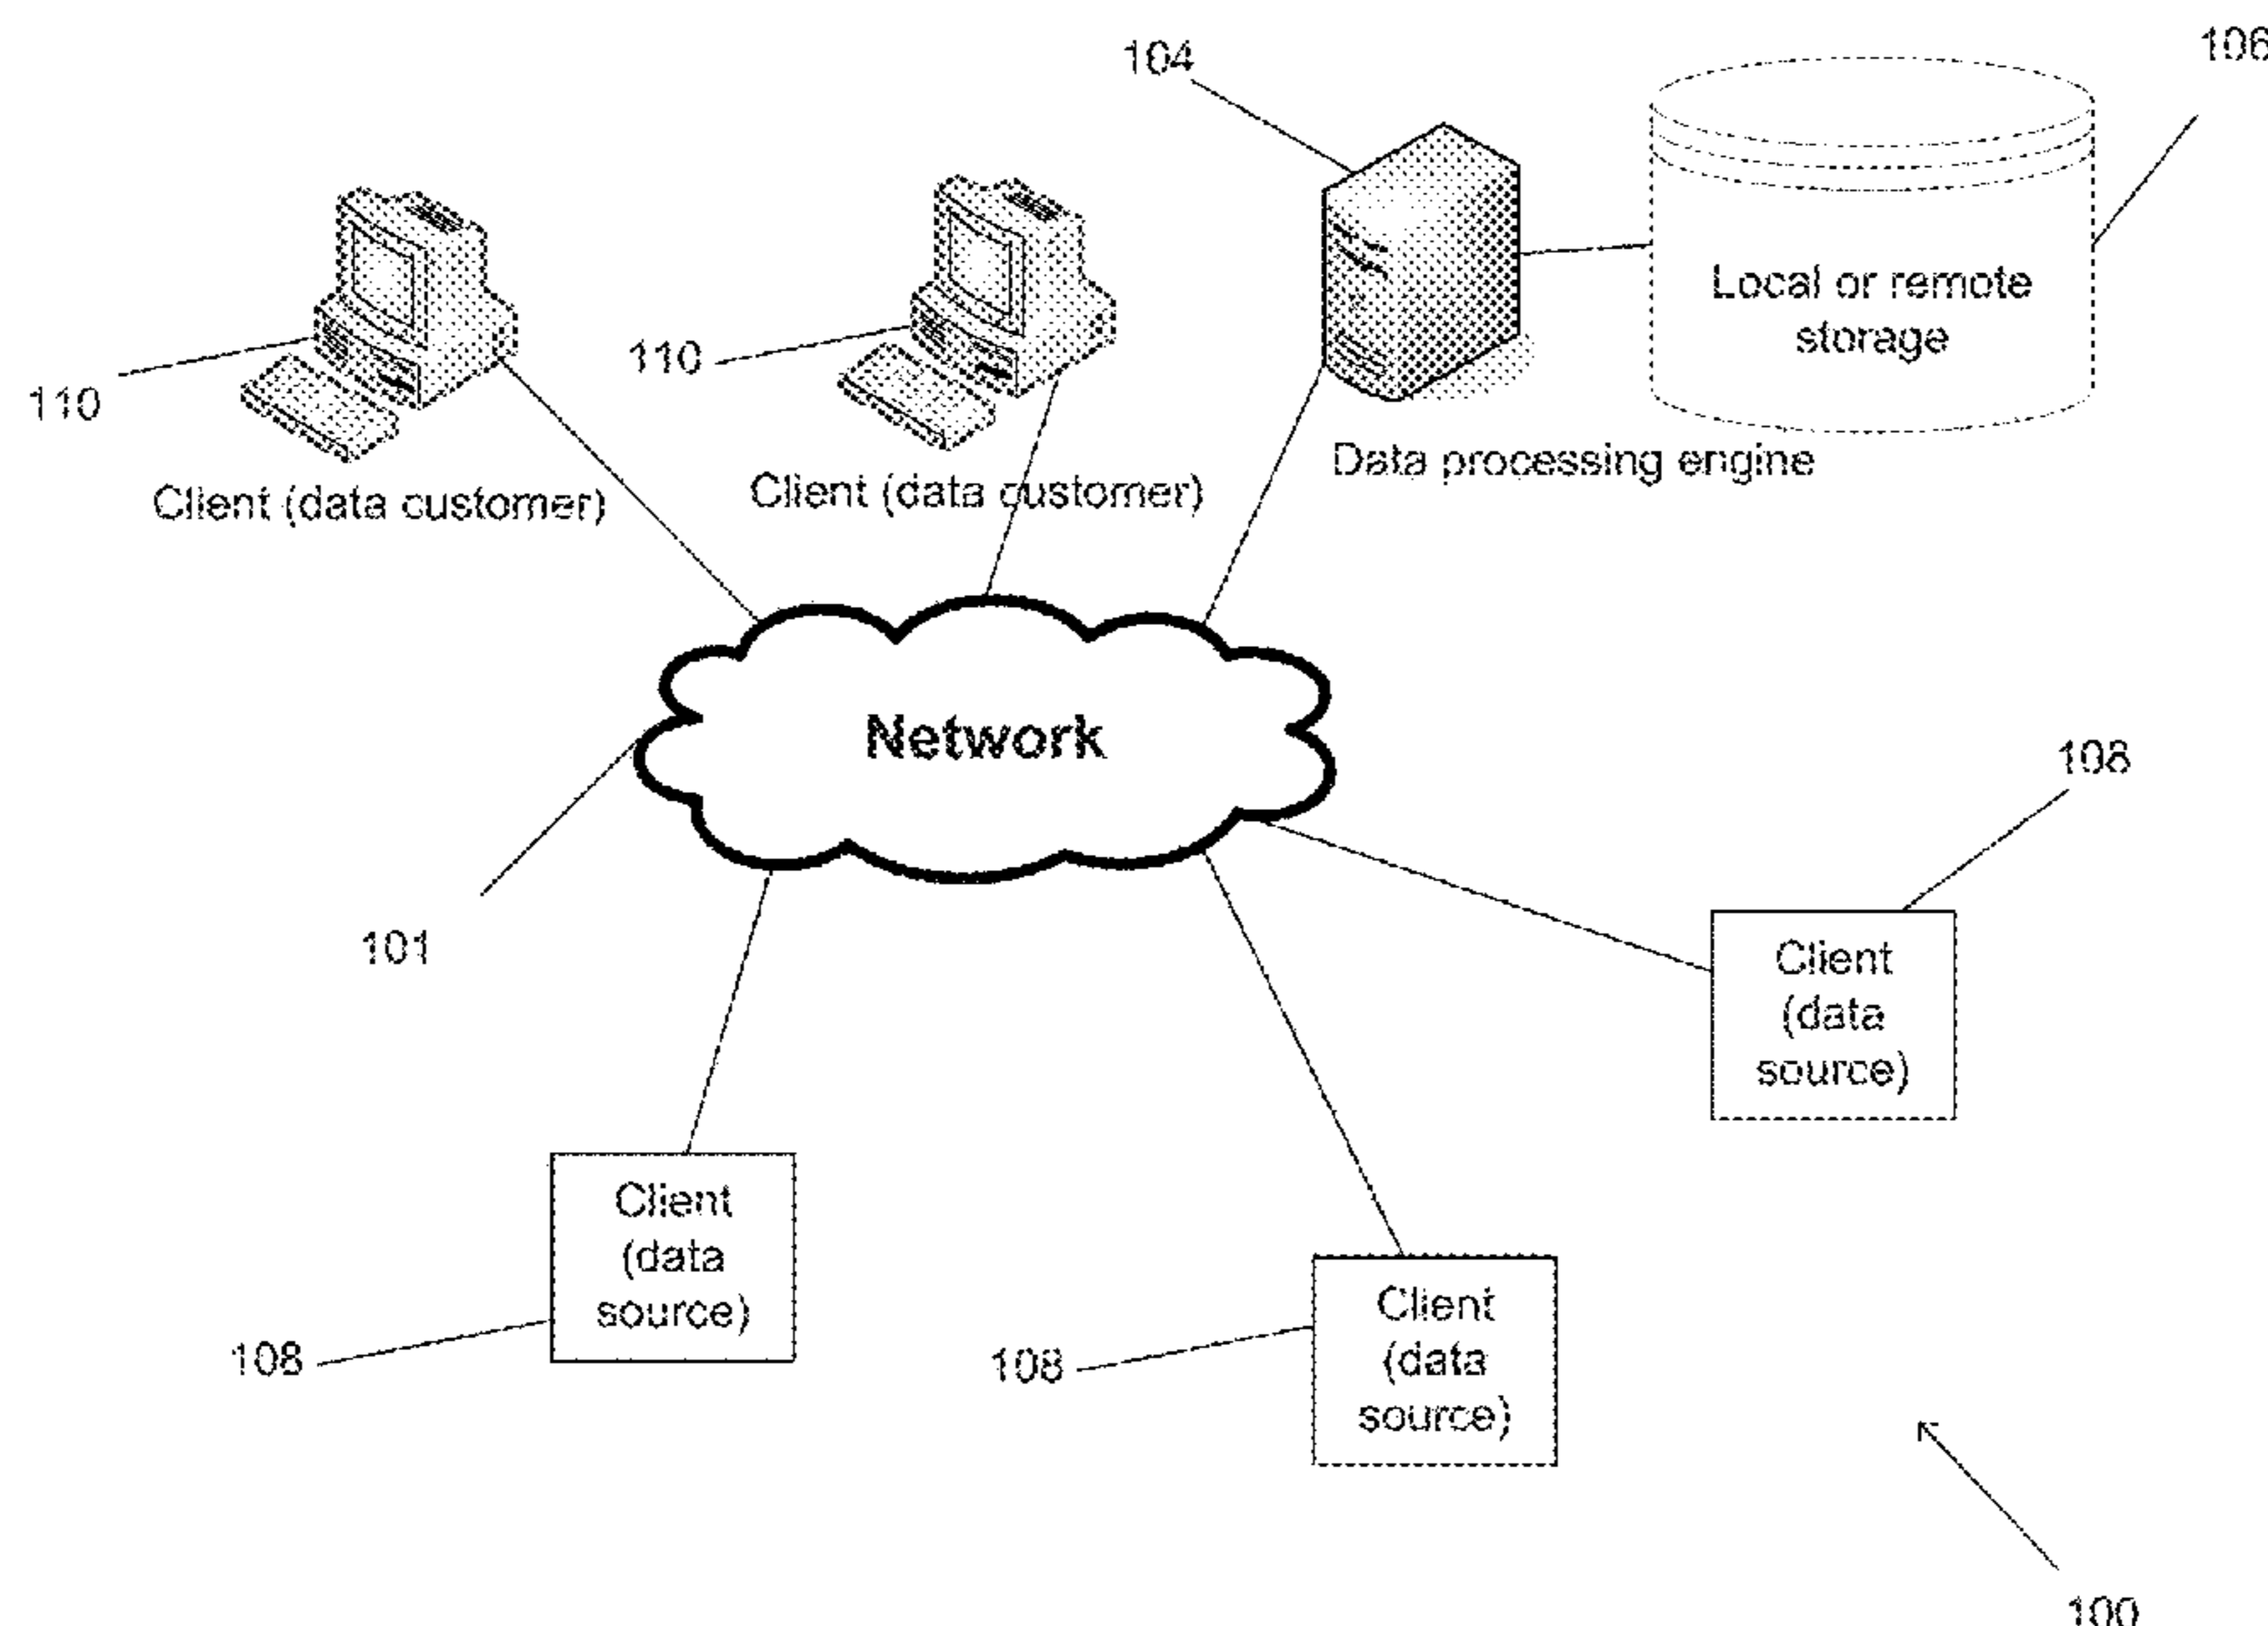 104
106
Local or remote
storage
110
110
Data processing engine
Client (data customer)
Client (data customer)
Network
108
101
Client
(data
source)
Client
(data
source)
108
Client
(data
source)
108
100